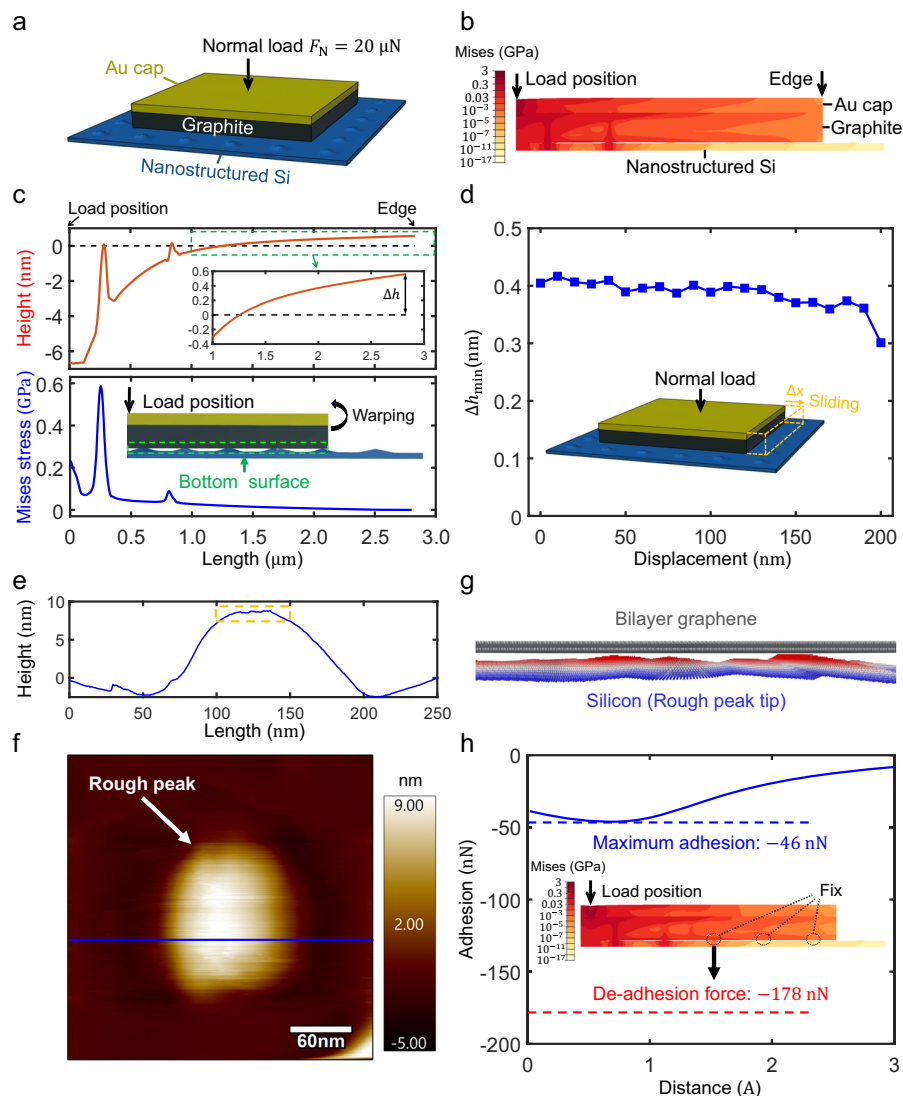 a
Normal load F_N = 20 μN
Au cap
Graphite
Nanostructured Si
b
Mises (GPa)
3
3
0.03
10⁻³
10⁻⁵
10⁻⁷
10⁻¹¹
10⁻¹⁷
Load position
Edge
Au cap
Graphite
Nanostructured Si
c
Load position
Edge
Height (nm)
0
-2
-4
-6
0.6
0.4
0.2
0
-0.2
-0.4
1
1.5
2
2.5
3
Δh
Mises stress (GPa)
0.6
0.4
0.2
0
Load position
Warping
Bottom surface
0
0.5
1.0
1.5
2.0
2.5
3.0
Length (μm)
d
Δh_min (nm)
0.5
0.4
0.3
0.2
0.1
0
Normal load
Δx
Sliding
0
50
100
150
200
Displacement (nm)
e
Height (nm)
10
5
0
0
50
100
150
200
250
Length (nm)
f
Rough peak
60nm
nm
9.00
2.00
-5.00
g
Bilayer graphene
Silicon (Rough peak tip)
h
Adhesion (nN)
0
-50
-100
-150
-200
Maximum adhesion: −46 nN
Mises (GPa)
3
3
0.03
10⁻³
10⁻⁵
10⁻⁷
10⁻¹¹
10⁻¹⁷
Load position
Fix
De-adhesion force: −178 nN
0
1
2
3
Distance (A)